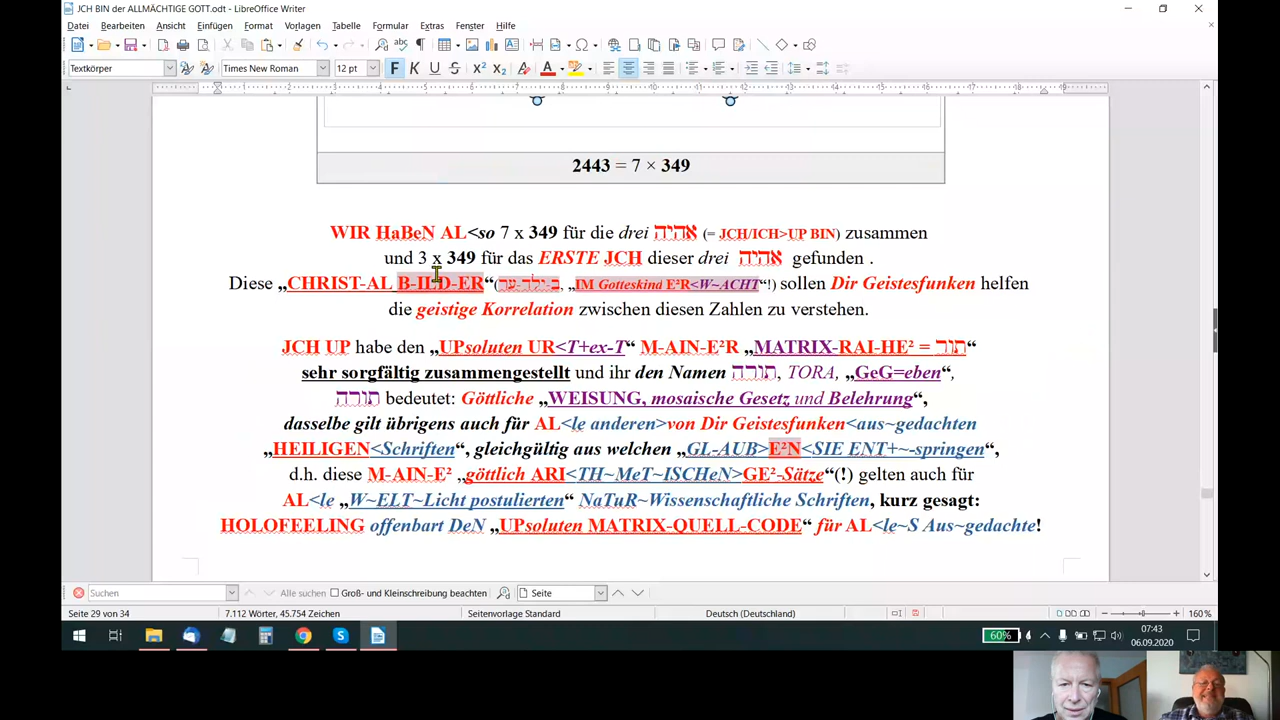 JCH BIN der ALLMÄCHTIGE GOTT.odt - LibreOffice Writer
Datei Bearbeiten Ansicht Einfügen Format Vorlagen Tabelle Formular Extras Fenster Hilfe
Textkörper Times New Roman 12 pt F K U S
2443 = 7 × 349
WIR HaBeN AL<so 7 x 349 für die drei אהיה (= JCH/ICH>UP BIN) zusammen
und 3 x 349 für das ERSTE JCH dieser drei אהיה gefunden .
Diese „CHRIST-AL B-ILD-ER“(ב-ילד-ער, „IM Gotteskind E²R<W~ACHT“!) sollen Dir Geistesfunken helfen
die geistige Korrelation zwischen diesen Zahlen zu verstehen.
JCH UP habe den „UPsoluten UR<T+ex-T“ M-AIN-E²R „MATRIX-RAI-HE² = תור“
sehr sorgfältig zusammengestellt und ihr den Namen תורה, TORA, „GeG=eben“,
תורה bedeutet: Göttliche „WEISUNG, mosaische Gesetz und Belehrung“,
dasselbe gilt übrigens auch für AL<le anderen>von Dir Geistesfunken<aus~gedachten
„HEILIGEN<Schriften“, gleichgültig aus welchen „GL-AUB>E²N<SIE ENT+~-springen“,
d.h. diese M-AIN-E² „göttlich ARI<TH~MeT~ISCHeN>GE²-Sätze“(!) gelten auch für
AL<le „W~ELT~Licht postulierten“ NaTuR~Wissenschaftliche Schriften, kurz gesagt:
HOLOFEELING offenbart DeN „UPsoluten MATRIX-QUELL-CODE“ für AL<le~S Aus~gedachte!
Suchen Alle suchen Groß- und Kleinschreibung beachten Seite
Seite 29 von 34 7.112 Wörter, 45.754 Zeichen Seitenvorlage Standard Deutsch (Deutschland) 160%
60% 07:43
06.09.2020